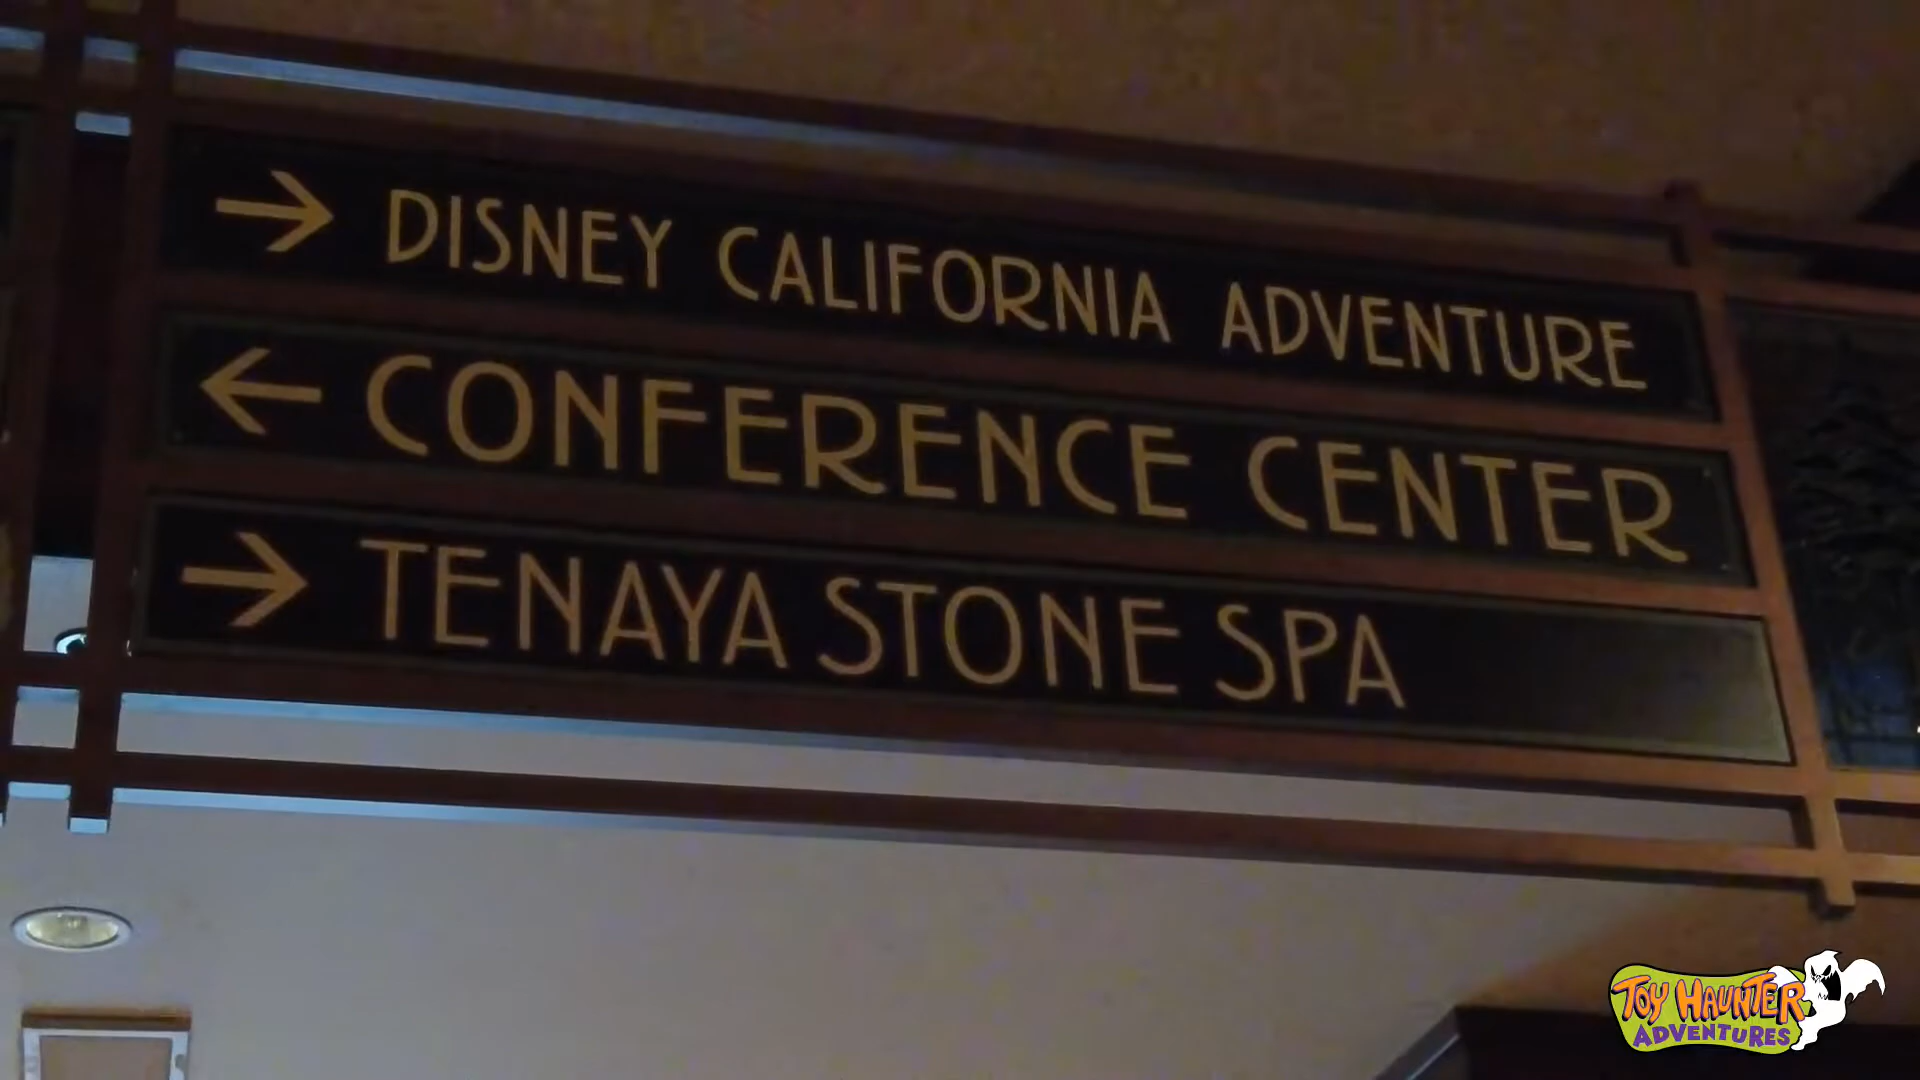 → DISNEY CALIFORNIA ADVENTURE
← CONFERENCE CENTER
→ TENAYA STONE SPA
TOY HAUNTER
ADVENTURES